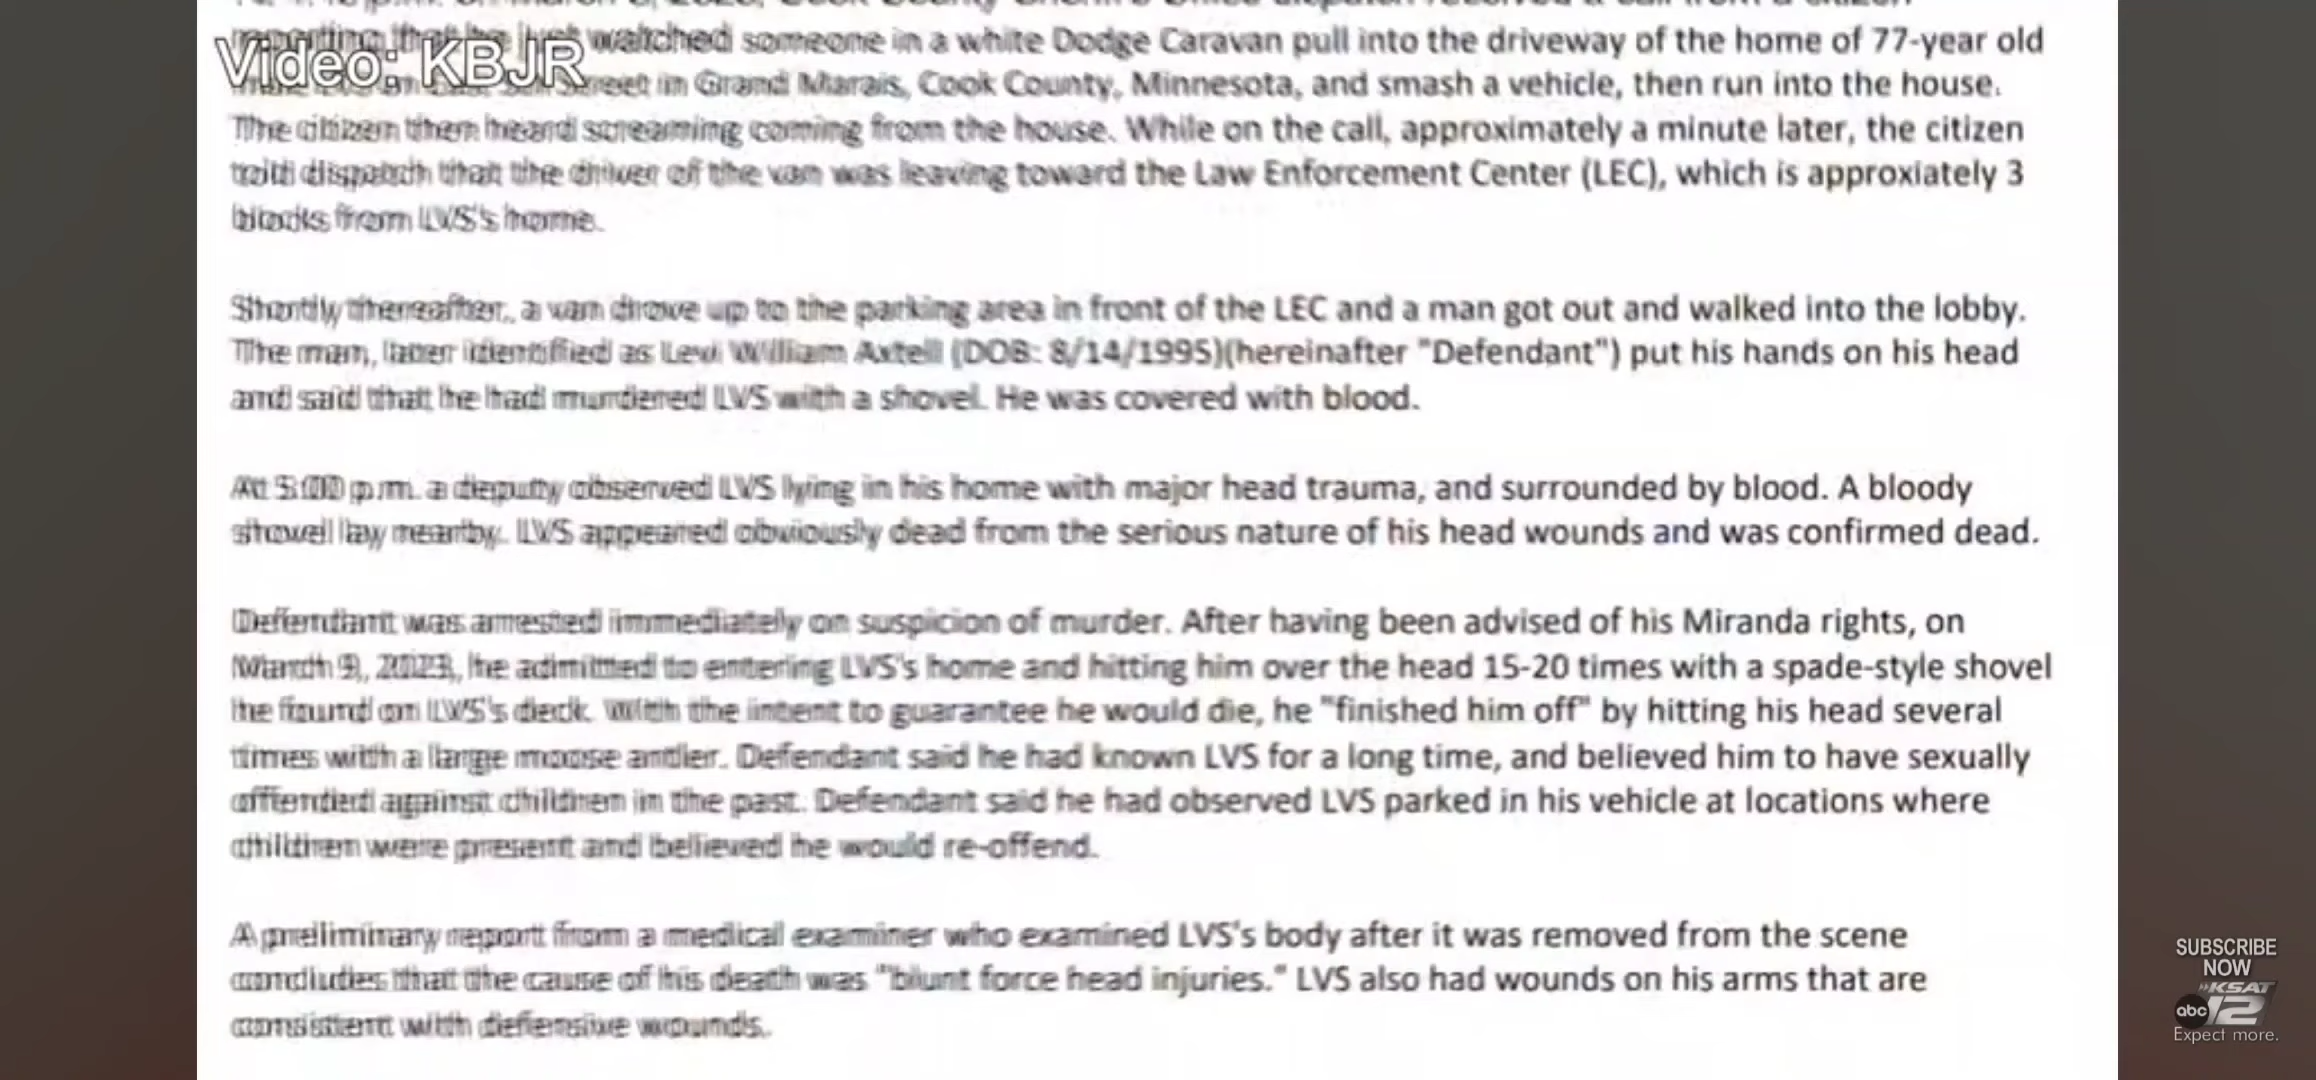 reporting that he just watched someone in a white Dodge Caravan pull into the driveway of the home of 77-year old
Video: KBJR
Street in Grand Marais, Cook County, Minnesota, and smash a vehicle, then run into the house.
The citizen then heard screaming coming from the house. While on the call, approximately a minute later, the citizen
told dispatch that the driver of the van was leaving toward the Law Enforcement Center (LEC), which is approxiately 3
blocks from LVS's home.
Shortly thereafter, a van drove up to the parking area in front of the LEC and a man got out and walked into the lobby.
The man, later identified as Levi William Axtell (DOB: 8/14/1995)(hereinafter "Defendant") put his hands on his head
and said that he had murdered LVS with a shovel. He was covered with blood.
At 5:00 p.m. a deputy observed LVS lying in his home with major head trauma, and surrounded by blood. A bloody
shovel lay nearby. LVS appeared obviously dead from the serious nature of his head wounds and was confirmed dead.
Defendant was arrested immediately on suspicion of murder. After having been advised of his Miranda rights, on
March 9, 2023, he admitted to entering LVS's home and hitting him over the head 15-20 times with a spade-style shovel
he found on LVS's deck. With the intent to guarantee he would die, he "finished him off" by hitting his head several
times with a large moose antler. Defendant said he had known LVS for a long time, and believed him to have sexually
offended against children in the past. Defendant said he had observed LVS parked in his vehicle at locations where
children were present and believed he would re-offend.
A preliminary report from a medical examiner who examined LVS's body after it was removed from the scene
concludes that the cause of his death was "blunt force head injuries." LVS also had wounds on his arms that are
consistent with defensive wounds.
SUBSCRIBE
NOW
KSAT
abc 12
Expect more.